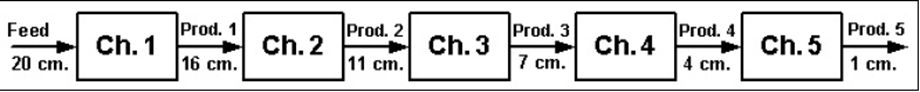 Feed
20 cm.
Ch. 1
Prod. 1
16 cm.
Ch. 2
Prod. 2
11 cm.
Ch. 3
Prod. 3
7 cm.
Ch. 4
Prod. 4
4 cm.
Ch. 5
Prod. 5
1 cm.